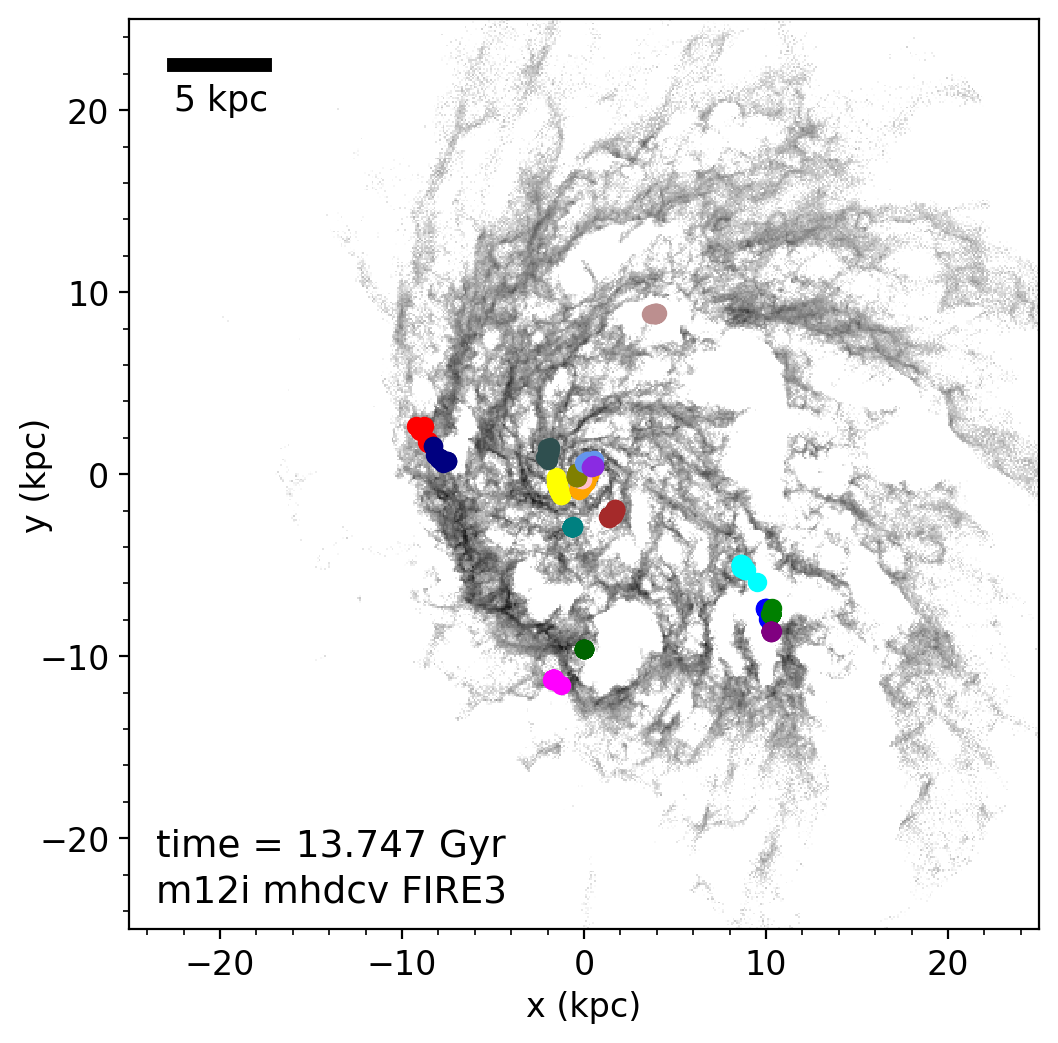 5 kpc
20
10
0
−10
−20
y (kpc)
time = 13.747 Gyr
m12i mhdcv FIRE3
−20 −10 0 10 20
x (kpc)